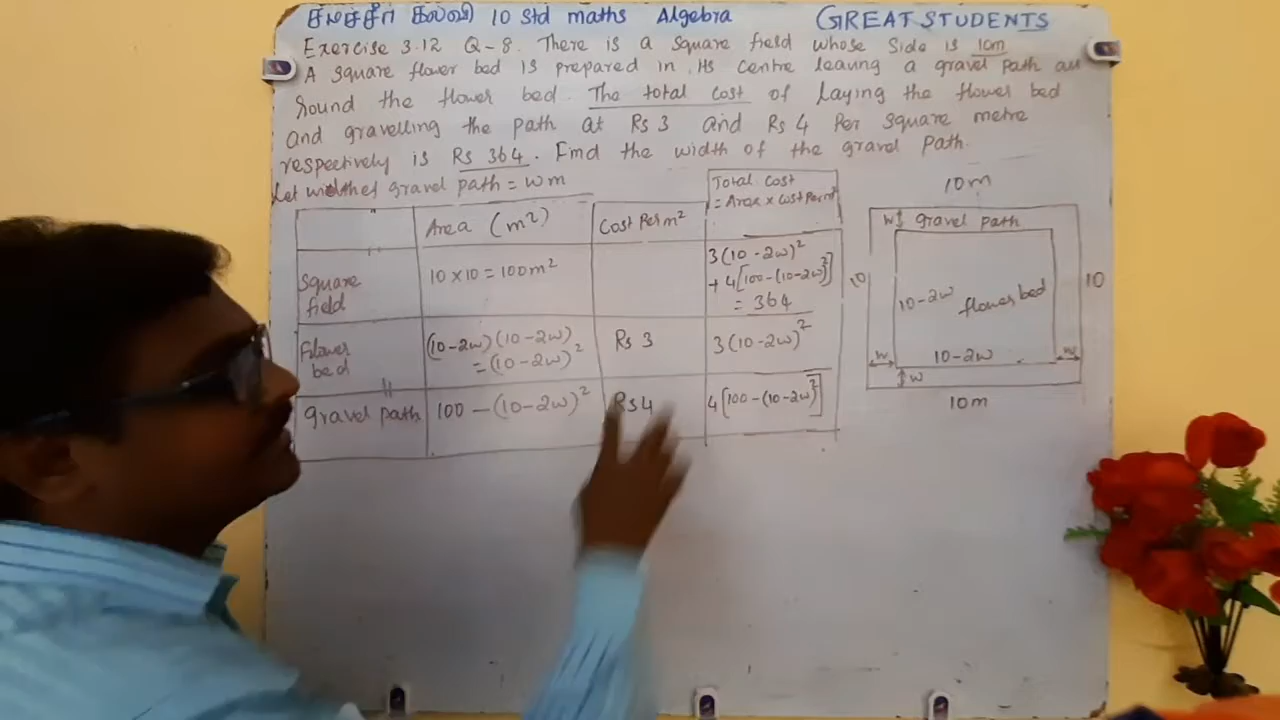 சிலச்சீர் கல்வி 10 Std maths Algebra GREAT STUDENTS
Exercise 3.12 Q-8. There is a square field whose side is 10m
A square flower bed is prepared in its centre leaving a gravel path all
round the flower bed. The total cost of laying the flower bed
and gravelling the path at Rs 3 and Rs 4 Per square metre
respectively is Rs 364. Find the width of the gravel path.
Let width of gravel path = wm
Area (m²) Cost Per m² Total cost
= Area x cost Per m²
Square field 10 x 10 = 100m² 3(10-2w)²
+ 4[100-(10-2w)²]
= 364
Flower bed (10-2w)(10-2w)
= (10-2w)² Rs 3 3(10-2w)²
gravel path 100 - (10-2w)² Rs 4 4[100-(10-2w)²]
10m
w gravel path
10 10-2w flower bed 10
w 10-2w w
w
10m